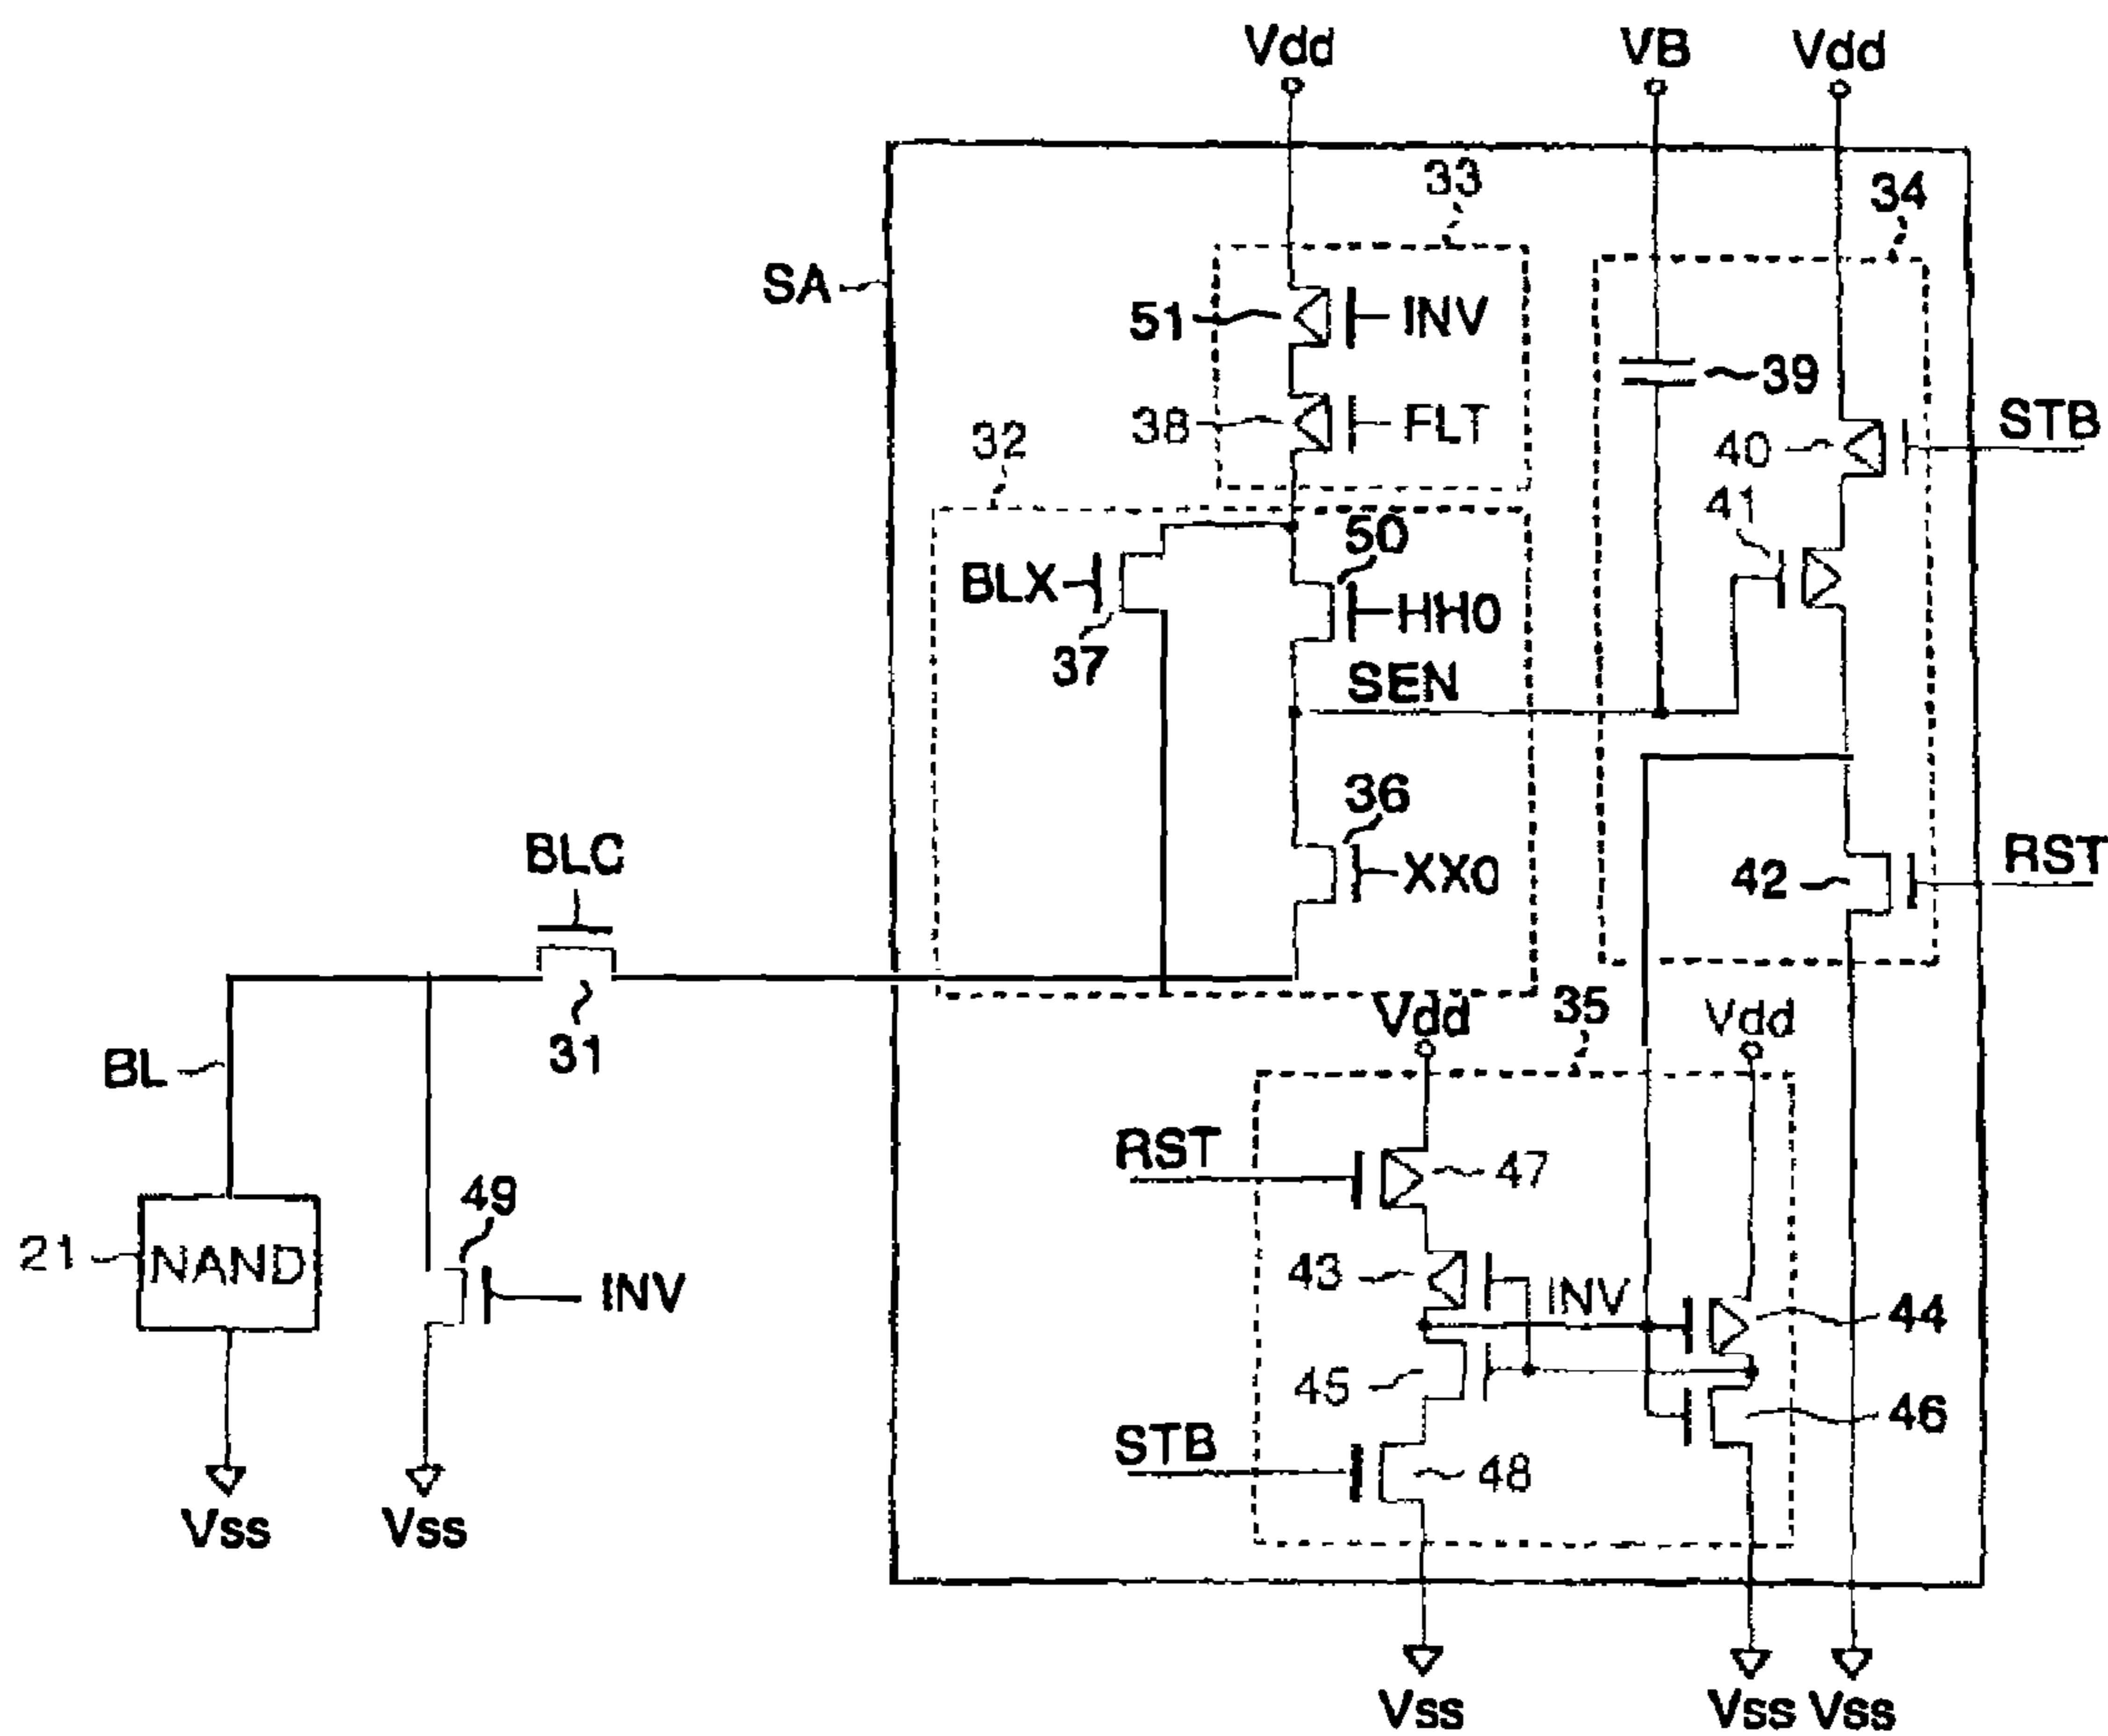 Vdd
VB
Vdd
33
34
SA
51
INV
39
38
FLT
STB
32
40
41
50
BLX
HH0
37
SEN
36
BLC
XX0
42
RST
31
Vdd
35
Vdd
BL
RST
47
49
21
NAND
INV
43
INV
44
45
46
STB
48
Vss
Vss
Vss
Vss
Vss